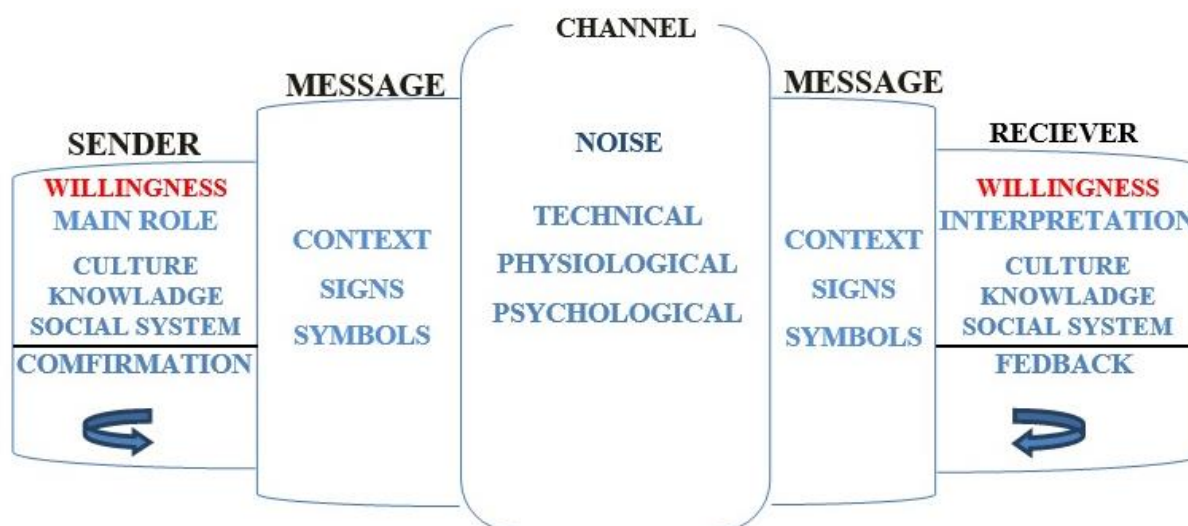 SENDER
WILLINGNESS
MAIN ROLE
CULTURE
KNOWLADGE
SOCIAL SYSTEM
COMFIRMATION
MESSAGE
CONTEXT
SIGNS
SYMBOLS
CHANNEL
NOISE
TECHNICAL
PHYSIOLOGICAL
PSYCHOLOGICAL
MESSAGE
CONTEXT
SIGNS
SYMBOLS
RECIEVER
WILLINGNESS
INTERPRETATION
CULTURE
KNOWLADGE
SOCIAL SYSTEM
FEDBACK